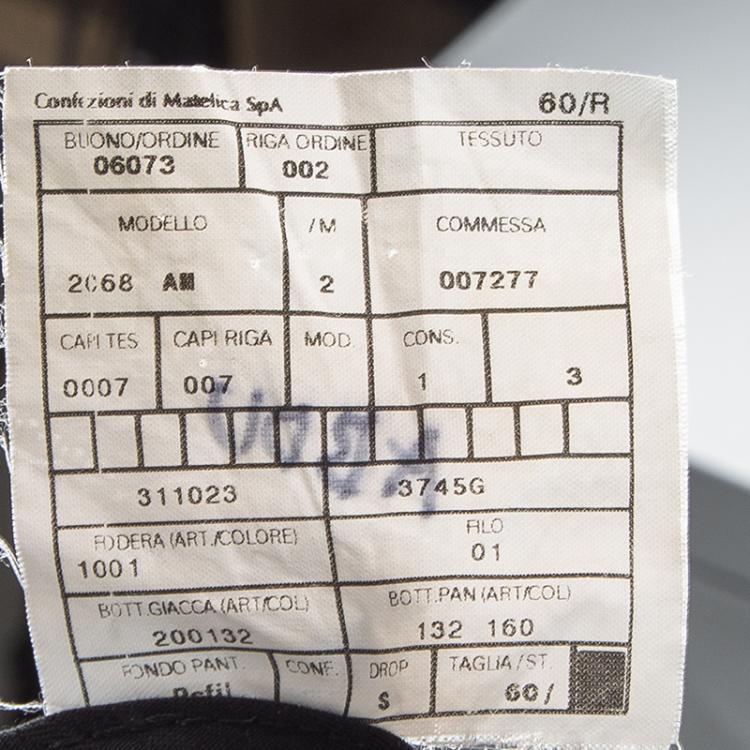 Confezioni di Matelica SpA 60/R
BUONO/ORDINE RIGA ORDINE TESSUTO
06073 002
MODELLO /M COMMESSA
2068 AM 2 007277
CAPI TES CAPI RIGA MOD. CONS.
0007 007 1 3
311023 3745G
FODERA (ART./COLORE) FILO
1001 01
BOTT.GIACCA (ART/COL) BOTT.PAN (ART/COL)
200132 132 160
FONDO PANT CONF. DROP TAGLIA/ST.
S 60/